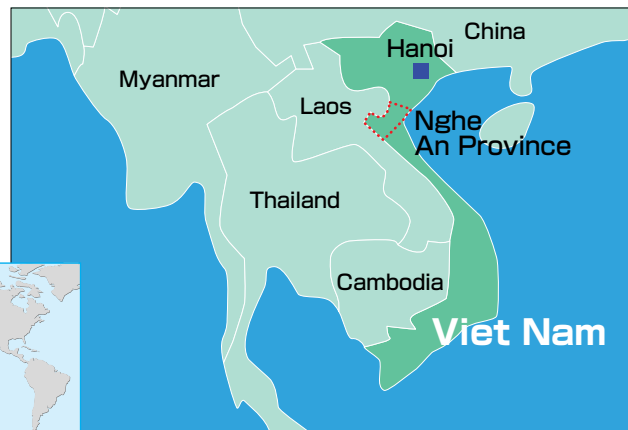 China
Hanoi
Myanmar
Laos
Nghe
An Province
Thailand
Cambodia
Viet Nam